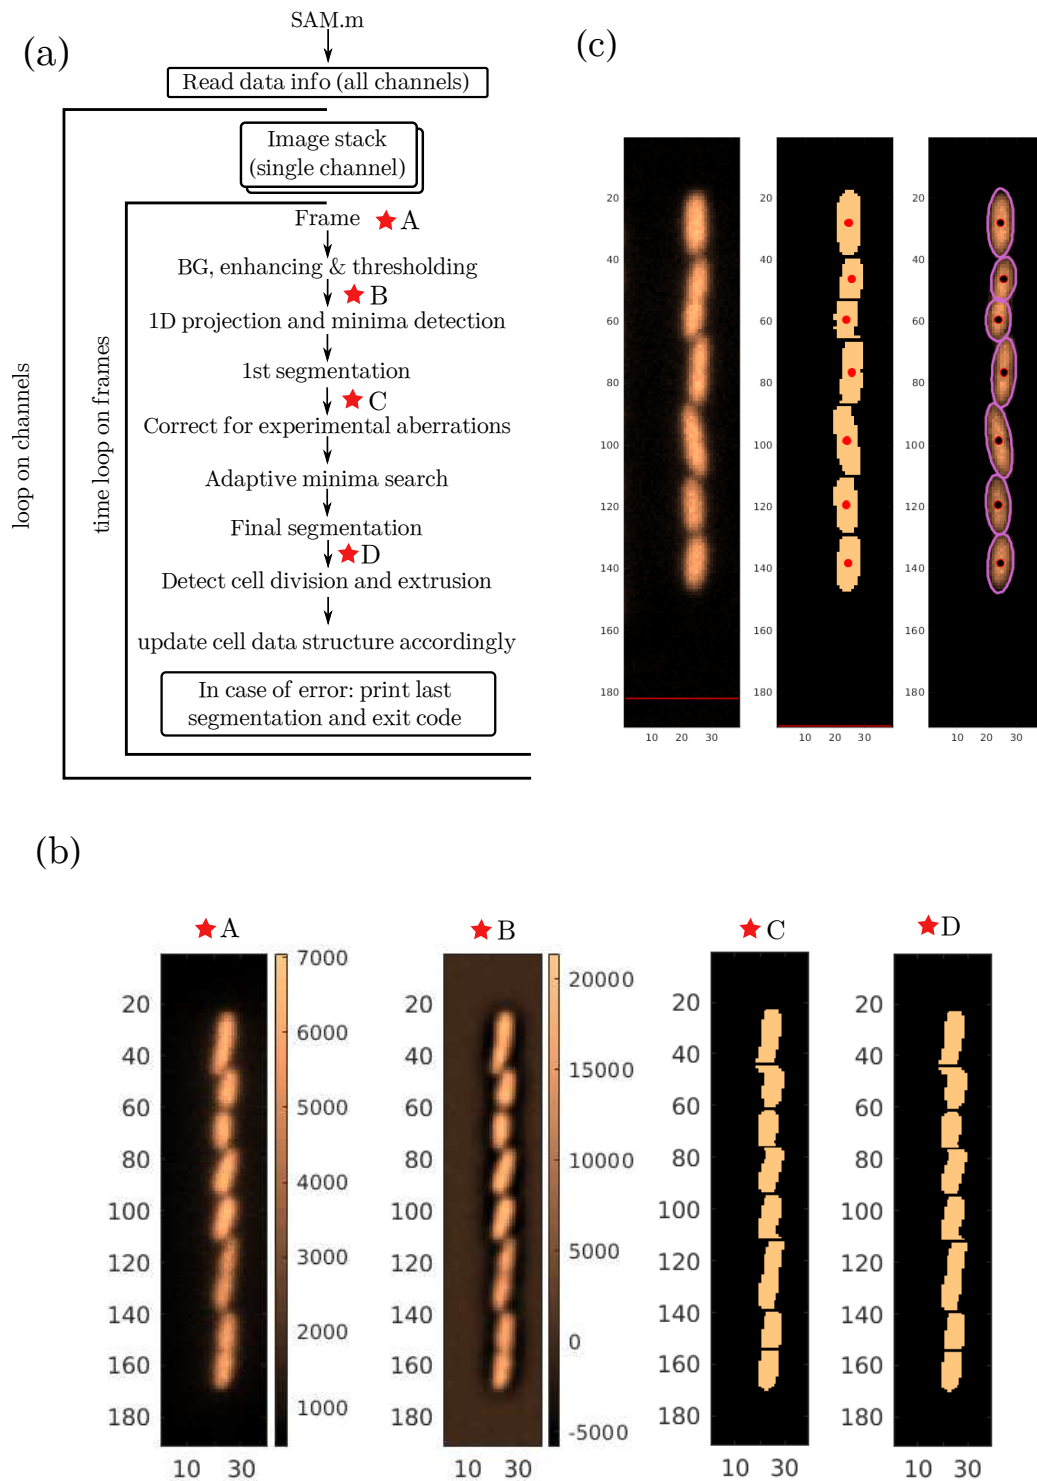 (a)
SAM.m
Read data info (all channels)
Image stack
(single channel)
Frame
A
BG, enhancing & thresholding
B
1D projection and minima detection
1st segmentation
C
Correct for experimental aberrations
Adaptive minima search
Final segmentation
D
Detect cell division and extrusion
update cell data structure accordingly
In case of error: print last
segmentation and exit code
loop on channels
time loop on frames
(c)
20
40
60
80
100
120
140
160
180
10 20 30
20
40
60
80
100
120
140
160
180
10 20 30
20
40
60
80
100
120
140
160
180
10 20 30
(b)
A
20
40
60
80
100
120
140
160
180
10 30
7000
6000
5000
4000
3000
2000
1000
B
20
40
60
80
100
120
140
160
180
10 30
20000
15000
10000
5000
0
-5000
C
20
40
60
80
100
120
140
160
180
10 30
D
20
40
60
80
100
120
140
160
180
10 30